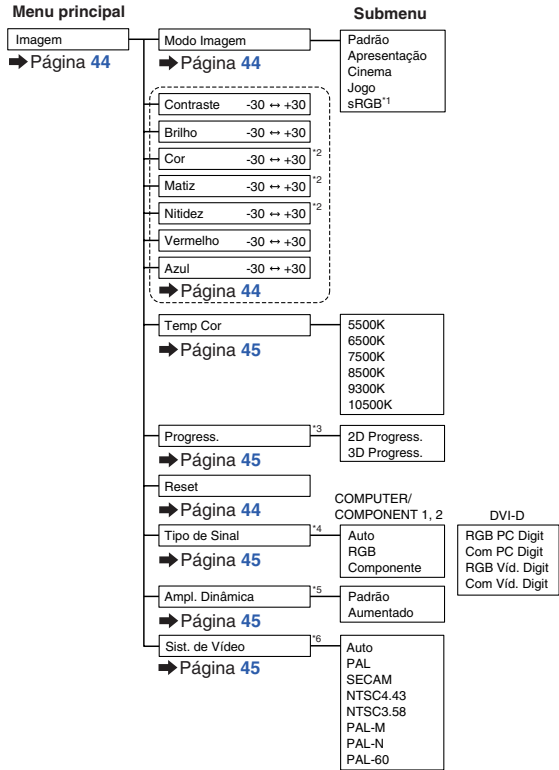 Menu principal
Submenu
Imagem
➡Página 44
Modo Imagem
➡Página 44
Padrão
Apresentação
Cinema
Jogo
sRGB*1
Contraste -30 ↔ +30
Brilho -30 ↔ +30
Cor -30 ↔ +30 *2
Matiz -30 ↔ +30 *2
Nitidez -30 ↔ +30 *2
Vermelho -30 ↔ +30
Azul -30 ↔ +30
➡Página 44
Temp Cor
➡Página 45
5500K
6500K
7500K
8500K
9300K
10500K
Progress. *3
➡Página 45
2D Progress.
3D Progress.
Reset
➡Página 44
Tipo de Sinal *4
➡Página 45
COMPUTER/
COMPONENT 1, 2
Auto
RGB
Componente
DVI-D
RGB PC Digit
Com PC Digit
RGB Víd. Digit
Com Víd. Digit
Ampl. Dinâmica *5
➡Página 45
Padrão
Aumentado
Sist. de Vídeo *6
➡Página 45
Auto
PAL
SECAM
NTSC4.43
NTSC3.58
PAL-M
PAL-N
PAL-60